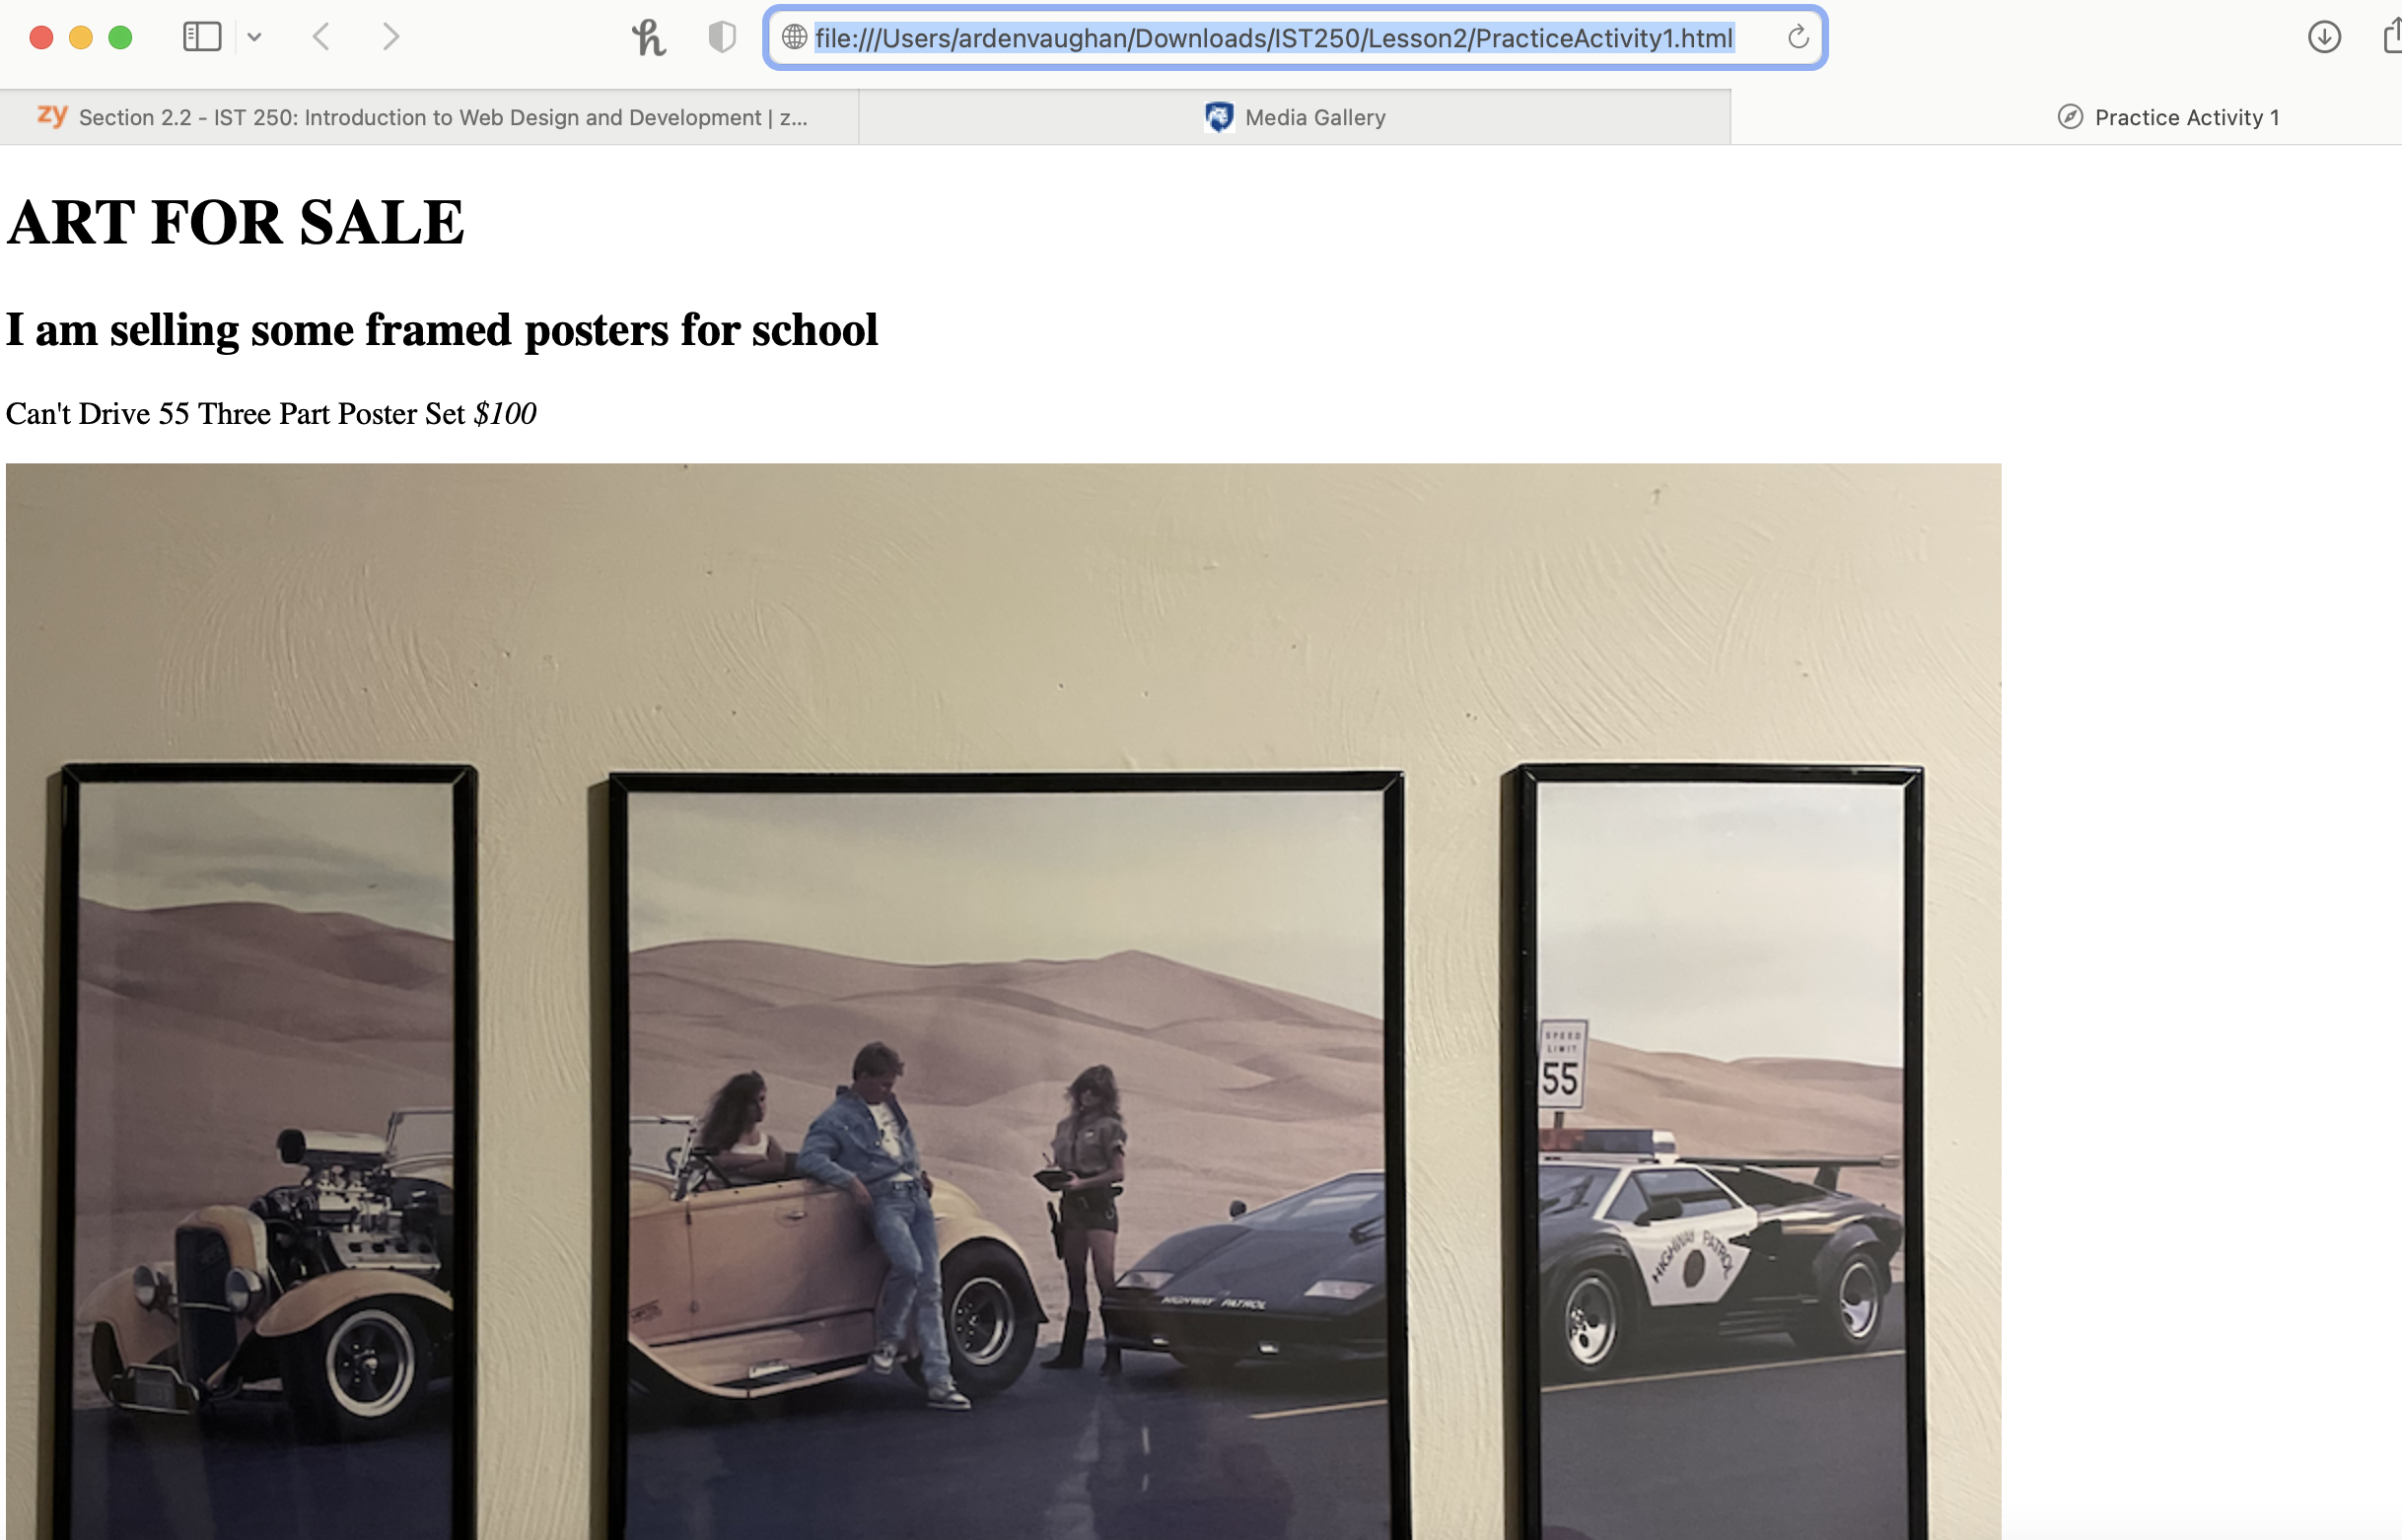 file:///Users/ardenvaughan/Downloads/IST250/Lesson2/PracticeActivity1.html
zy Section 2.2 - IST 250: Introduction to Web Design and Development | z...
Media Gallery
Practice Activity 1
ART FOR SALE
I am selling some framed posters for school
Can't Drive 55 Three Part Poster Set $100
SPEED
LIMIT
55
HIGHWAY PATROL
HIGHWAY PATROL